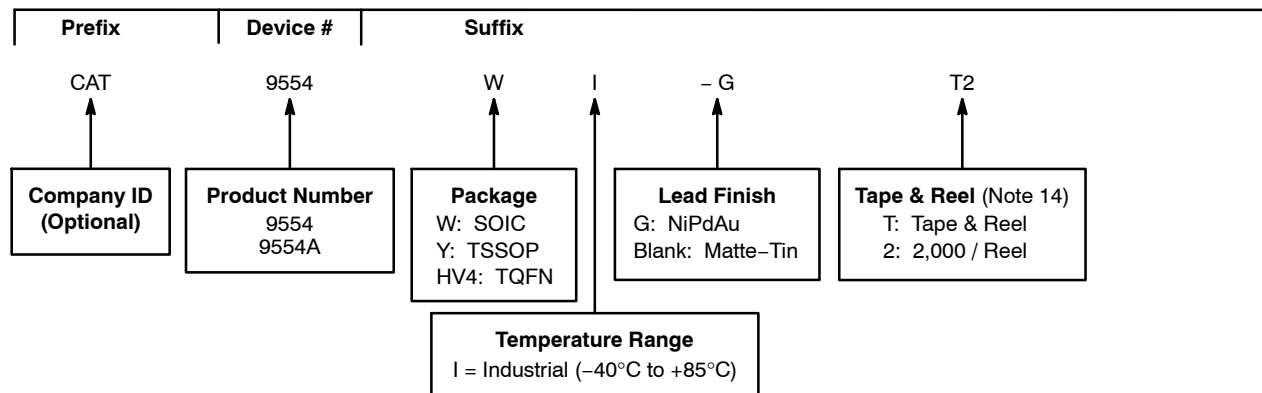 Prefix Device # Suffix
CAT 9554 W I – G T2
Company ID
(Optional)
Product Number
9554
9554A
Package
W: SOIC
Y: TSSOP
HV4: TQFN
Lead Finish
G: NiPdAu
Blank: Matte−Tin
Tape & Reel (Note 14)
T: Tape & Reel
2: 2,000 / Reel
Temperature Range
I = Industrial (−40°C to +85°C)